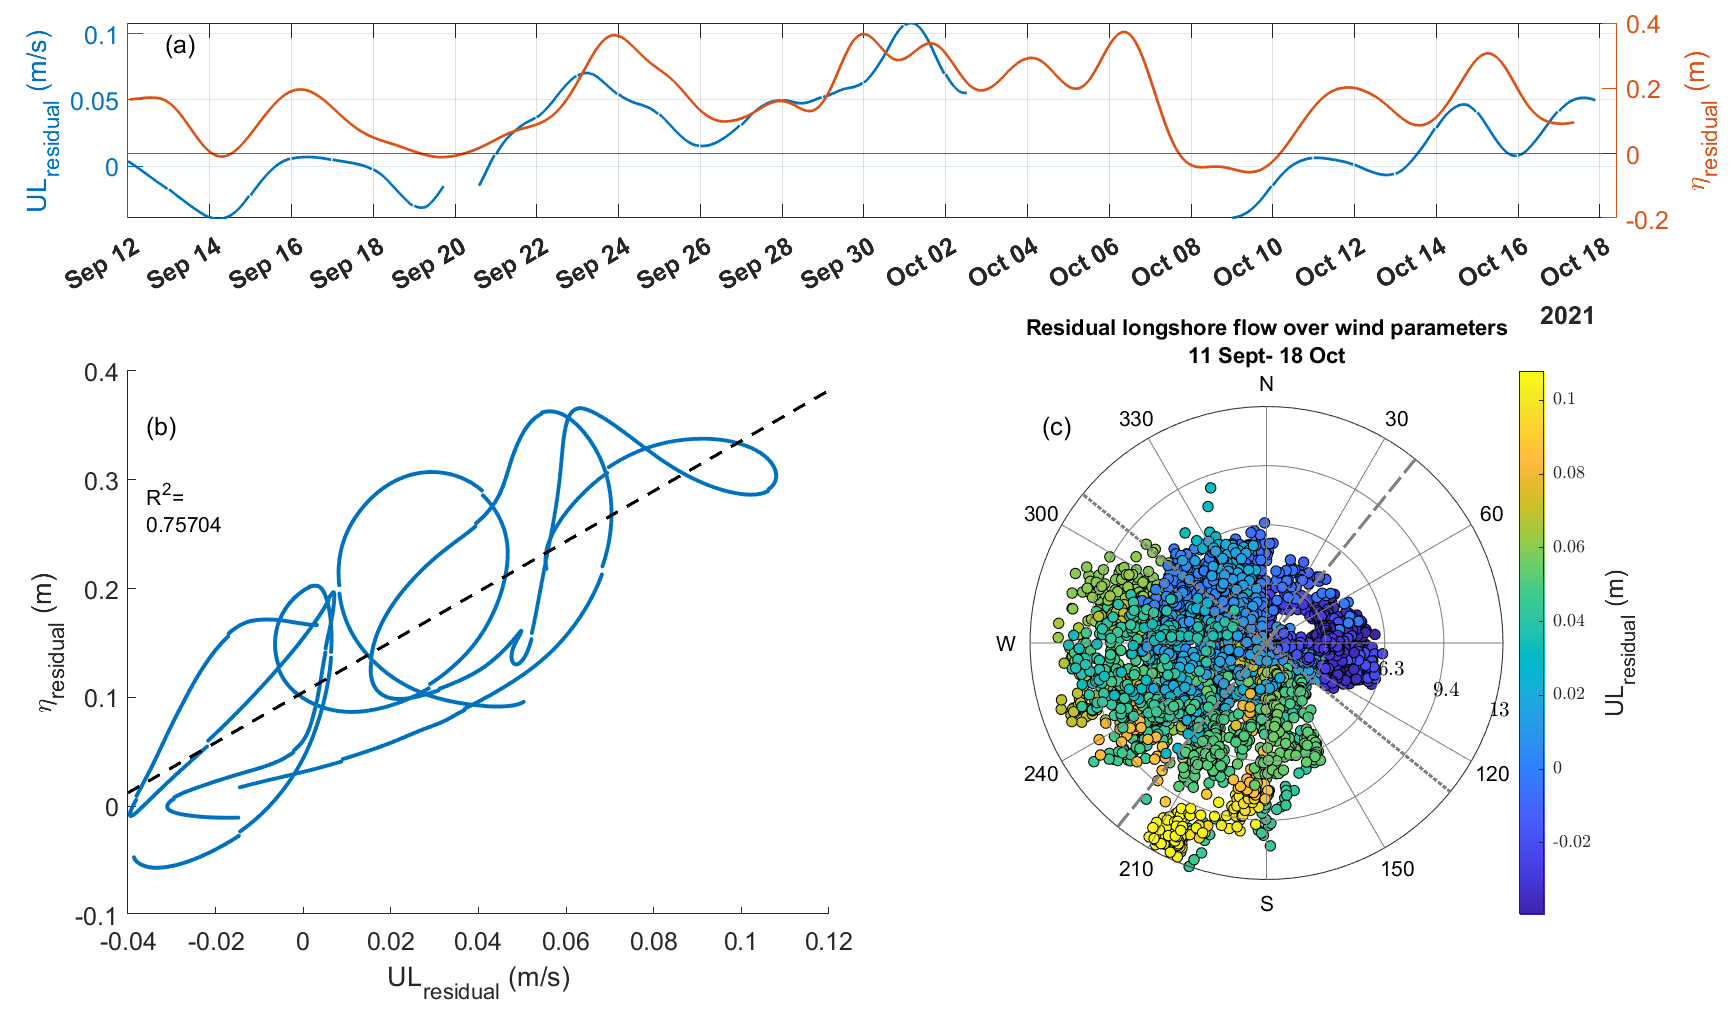 (a)
ULresidual (m/s)
0.1
0.05
0
0.4
0.2
0
-0.2
ηresidual (m)
Sep 12
Sep 14
Sep 16
Sep 18
Sep 20
Sep 22
Sep 24
Sep 26
Sep 28
Sep 30
Oct 02
Oct 04
Oct 06
Oct 08
Oct 10
Oct 12
Oct 14
Oct 16
Oct 18
2021
(b)
R2=
0.75704
ηresidual (m)
0.4
0.3
0.2
0.1
0
-0.1
-0.04
-0.02
0
0.02
0.04
0.06
0.08
0.1
0.12
ULresidual (m/s)
Residual longshore flow over wind parameters
11 Sept- 18 Oct
(c)
N
30
60
120
150
S
210
240
W
300
330
6.3
9.4
13
0.1
0.08
0.06
0.04
0.02
0
-0.02
ULresidual (m)